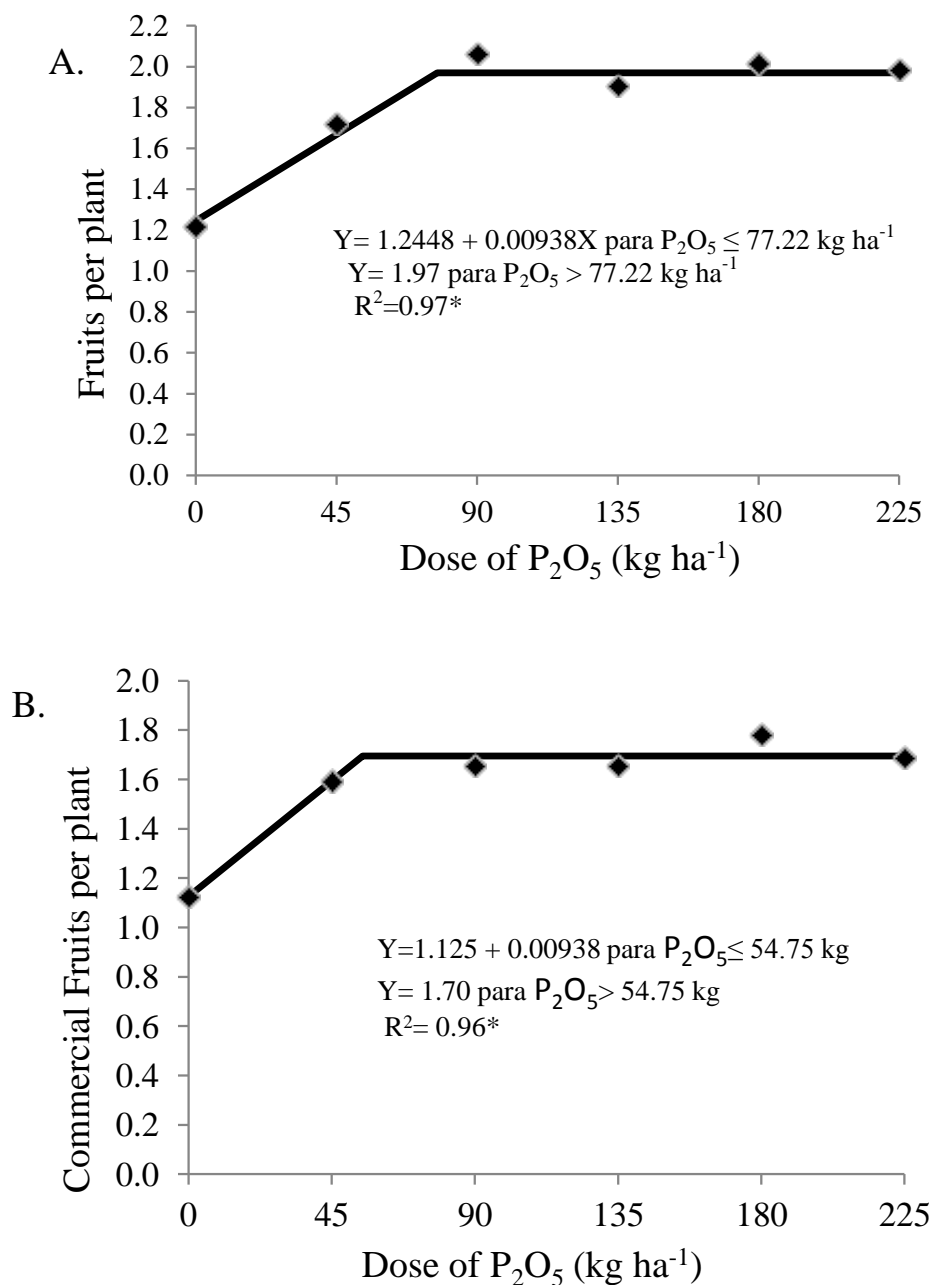 A.
Fruits per plant
2.2
2.0
1.8
1.6
1.4
1.2
1.0
0.8
0.6
0.4
0.2
0.0
Y= 1.2448 + 0.00938X para P₂O₅ ≤ 77.22 kg ha⁻¹
Y= 1.97 para P₂O₅ > 77.22 kg ha⁻¹
R²=0.97*
0 45 90 135 180 225
Dose of P₂O₅ (kg ha⁻¹)
B.
Commercial Fruits per plant
2.0
1.8
1.6
1.4
1.2
1.0
0.8
0.6
0.4
0.2
0.0
Y=1.125 + 0.00938 para P₂O₅≤ 54.75 kg
Y= 1.70 para P₂O₅> 54.75 kg
R²= 0.96*
0 45 90 135 180 225
Dose of P₂O₅ (kg ha⁻¹)